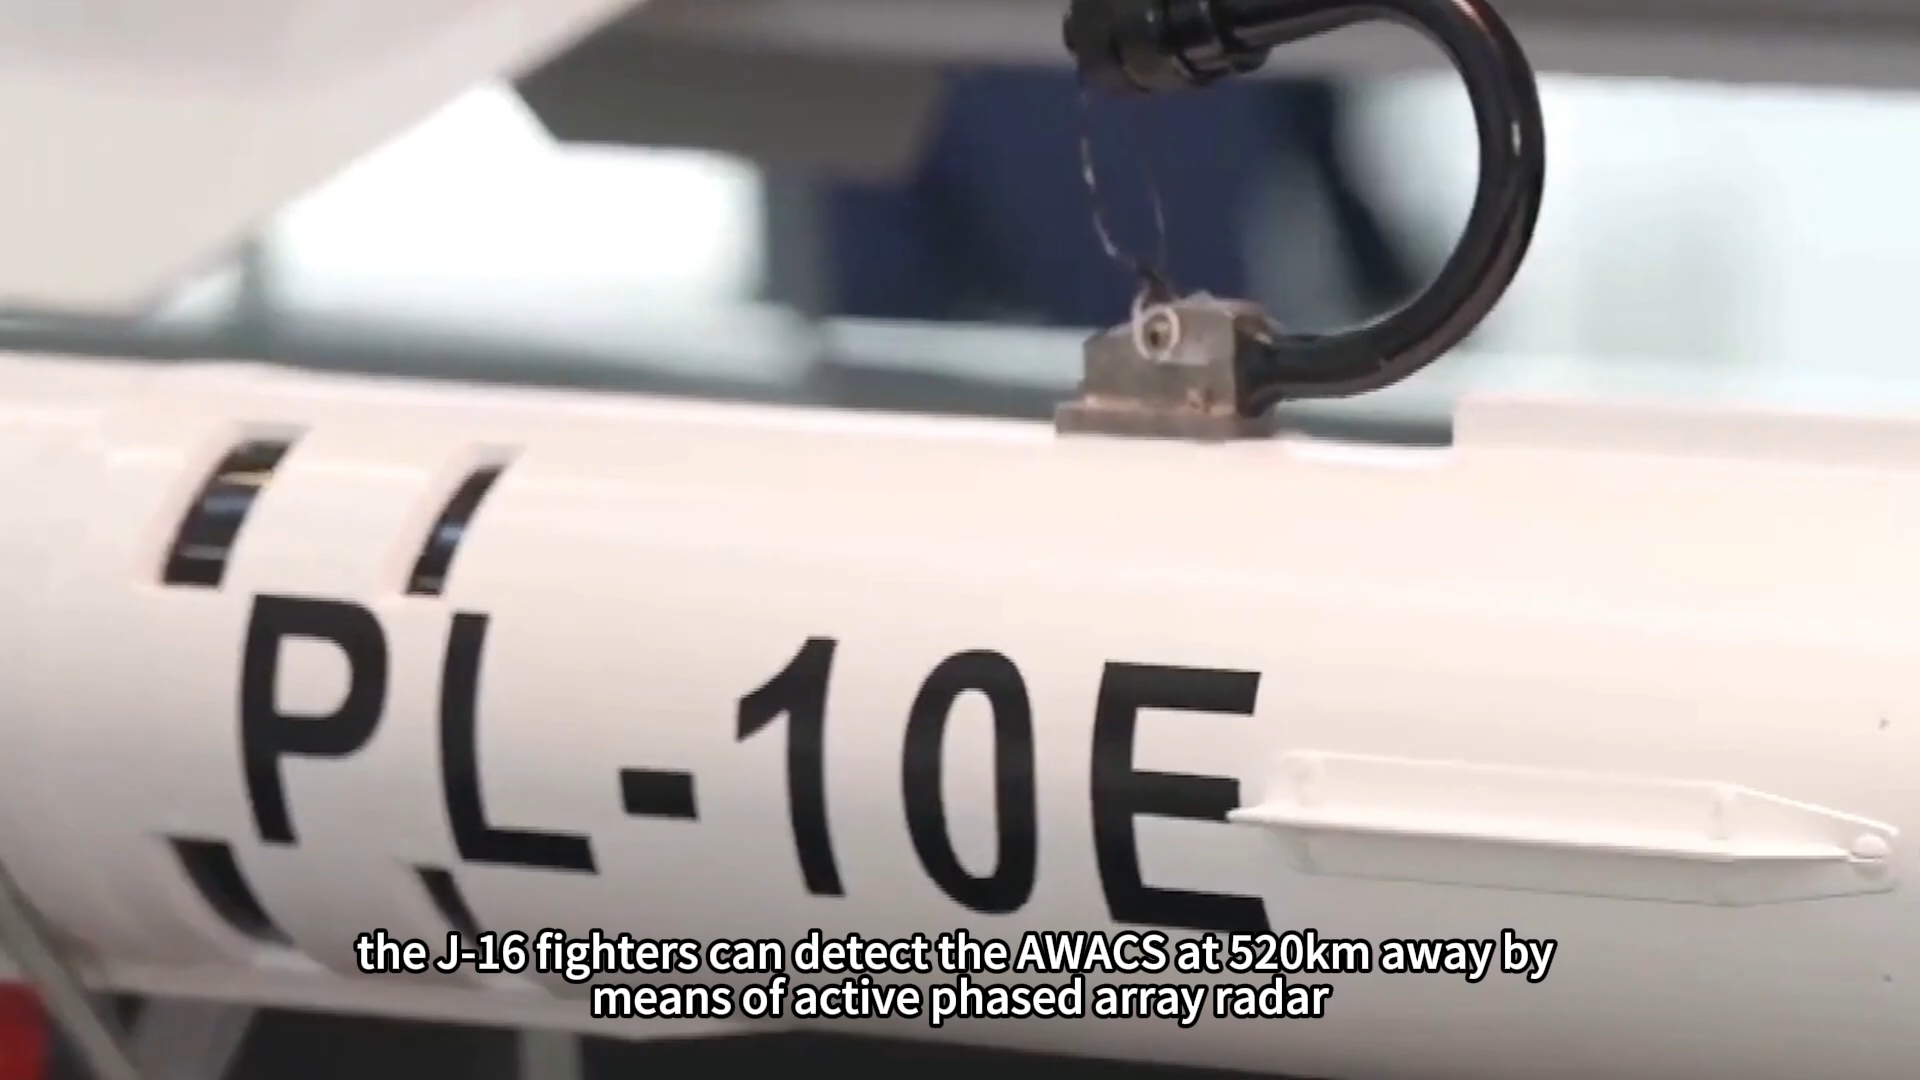 PL-10E
the J-16 fighters can detect the AWACS at 520km away by
means of active phased array radar